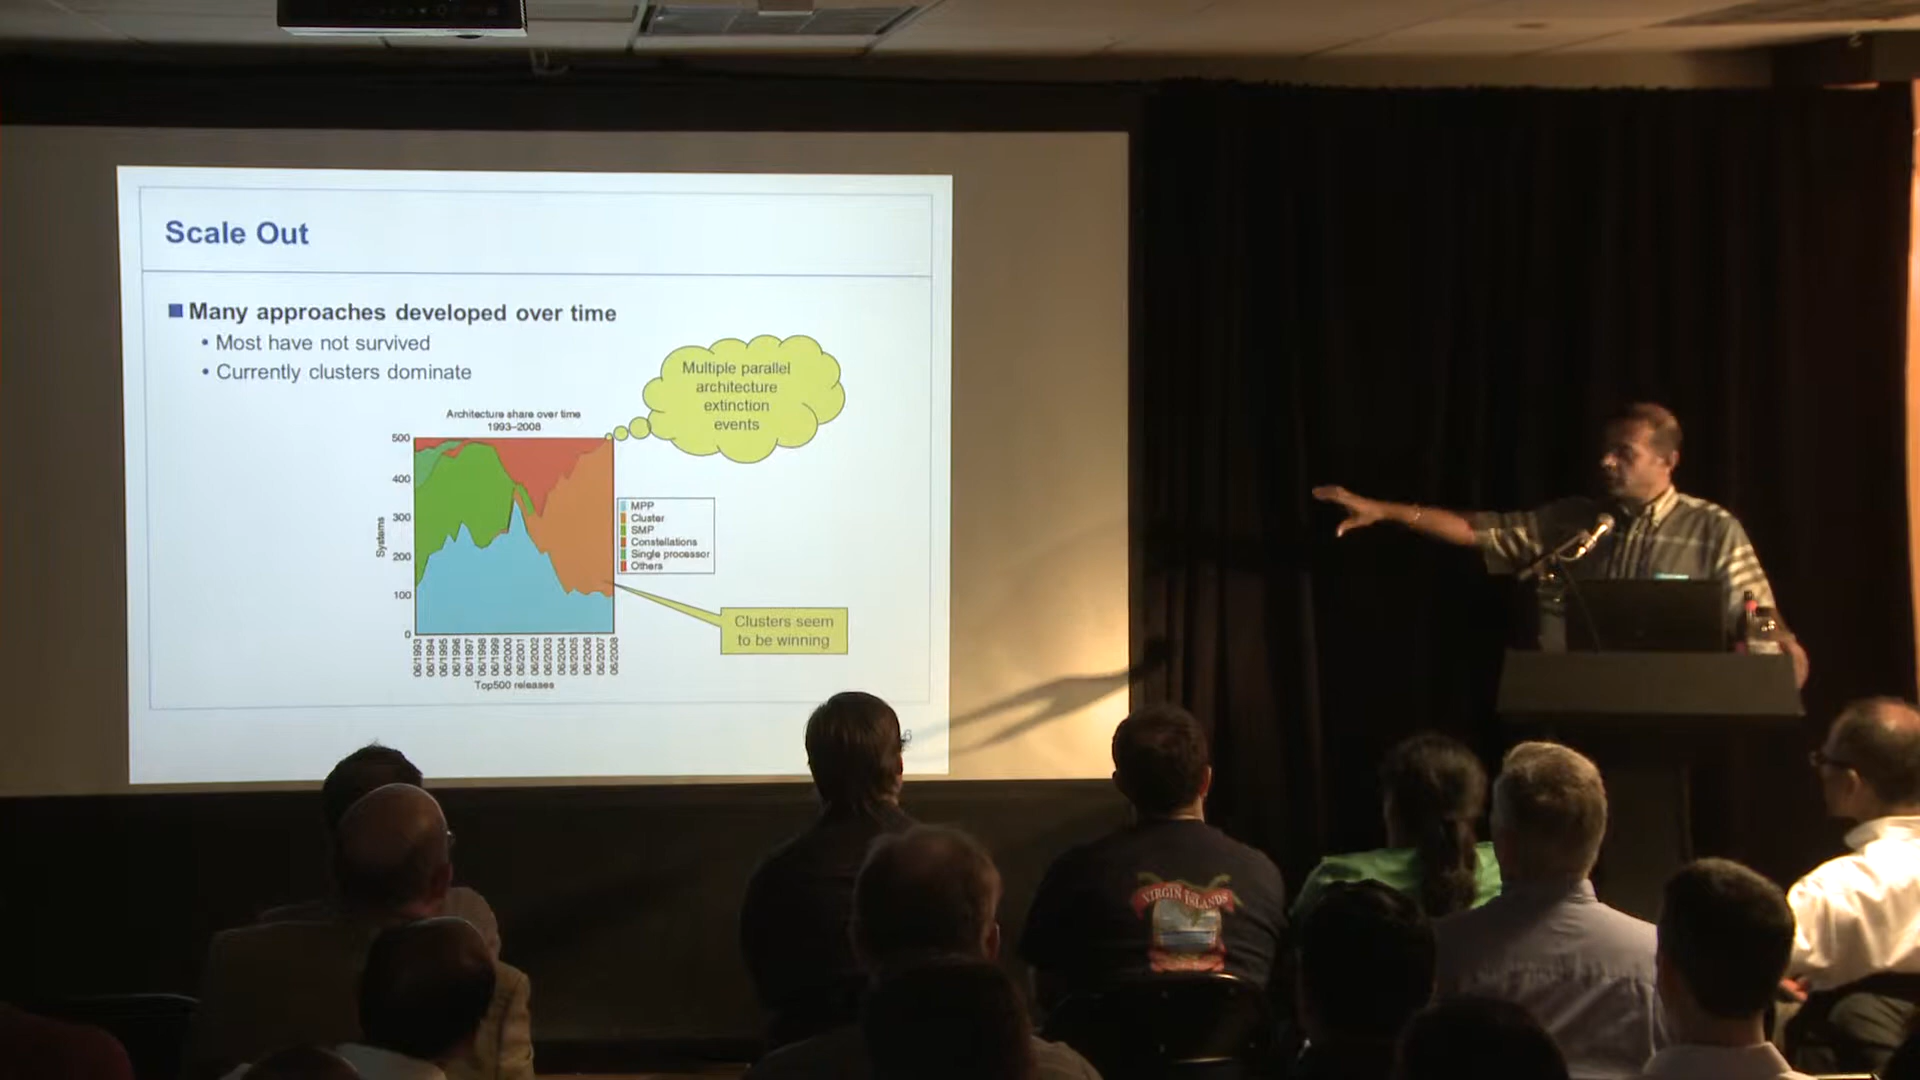 Scale Out
Many approaches developed over time
• Most have not survived
• Currently clusters dominate
Multiple parallel
architecture
extinction
events
Architecture share over time
1993–2008
500
400
300
200
100
0
Systems
MPP
Cluster
SMP
Constellations
Single processor
Others
Clusters seem
to be winning
06/1993
06/1994
06/1995
06/1996
06/1997
06/1998
06/1999
06/2000
06/2001
06/2002
06/2003
06/2004
06/2005
06/2006
06/2007
06/2008
Top500 releases
6
VIRGIN ISLANDS